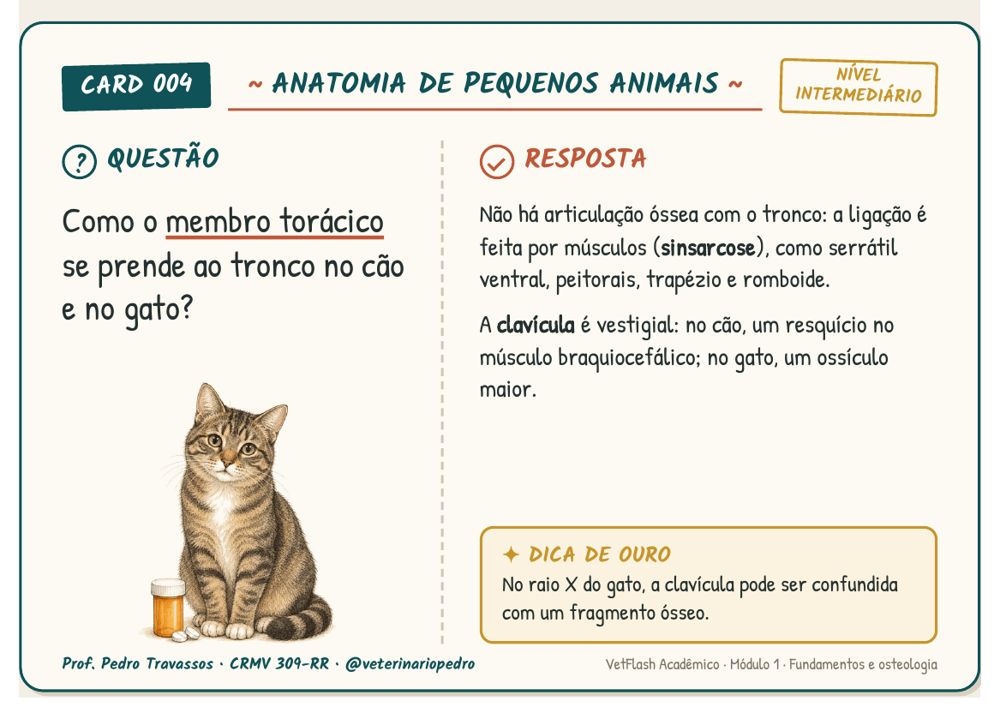 CARD 004
~ ANATOMIA DE PEQUENOS ANIMAIS ~
NÍVEL
INTERMEDIÁRIO
? QUESTÃO
Como o membro torácico
se prende ao tronco no cão
e no gato?
RESPOSTA
Não há articulação óssea com o tronco: a ligação é
feita por músculos (sinsarcose), como serrátil
ventral, peitorais, trapézio e romboide.
A clavícula é vestigial: no cão, um resquício no
músculo braquiocefálico; no gato, um ossículo
maior.
✦ DICA DE OURO
No raio X do gato, a clavícula pode ser confundida
com um fragmento ósseo.
Prof. Pedro Travassos · CRMV 309-RR · @veterinariopedro
VetFlash Acadêmico · Módulo 1 · Fundamentos e osteologia